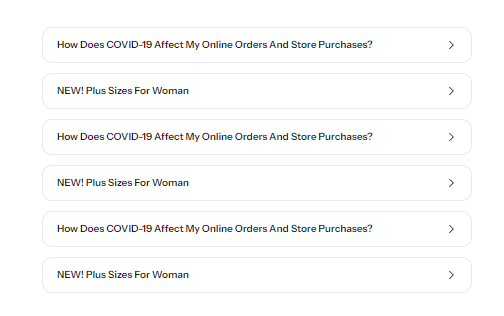 How Does COVID-19 Affect My Online Orders And Store Purchases?
NEW! Plus Sizes For Woman
How Does COVID-19 Affect My Online Orders And Store Purchases?
NEW! Plus Sizes For Woman
How Does COVID-19 Affect My Online Orders And Store Purchases?
NEW! Plus Sizes For Woman